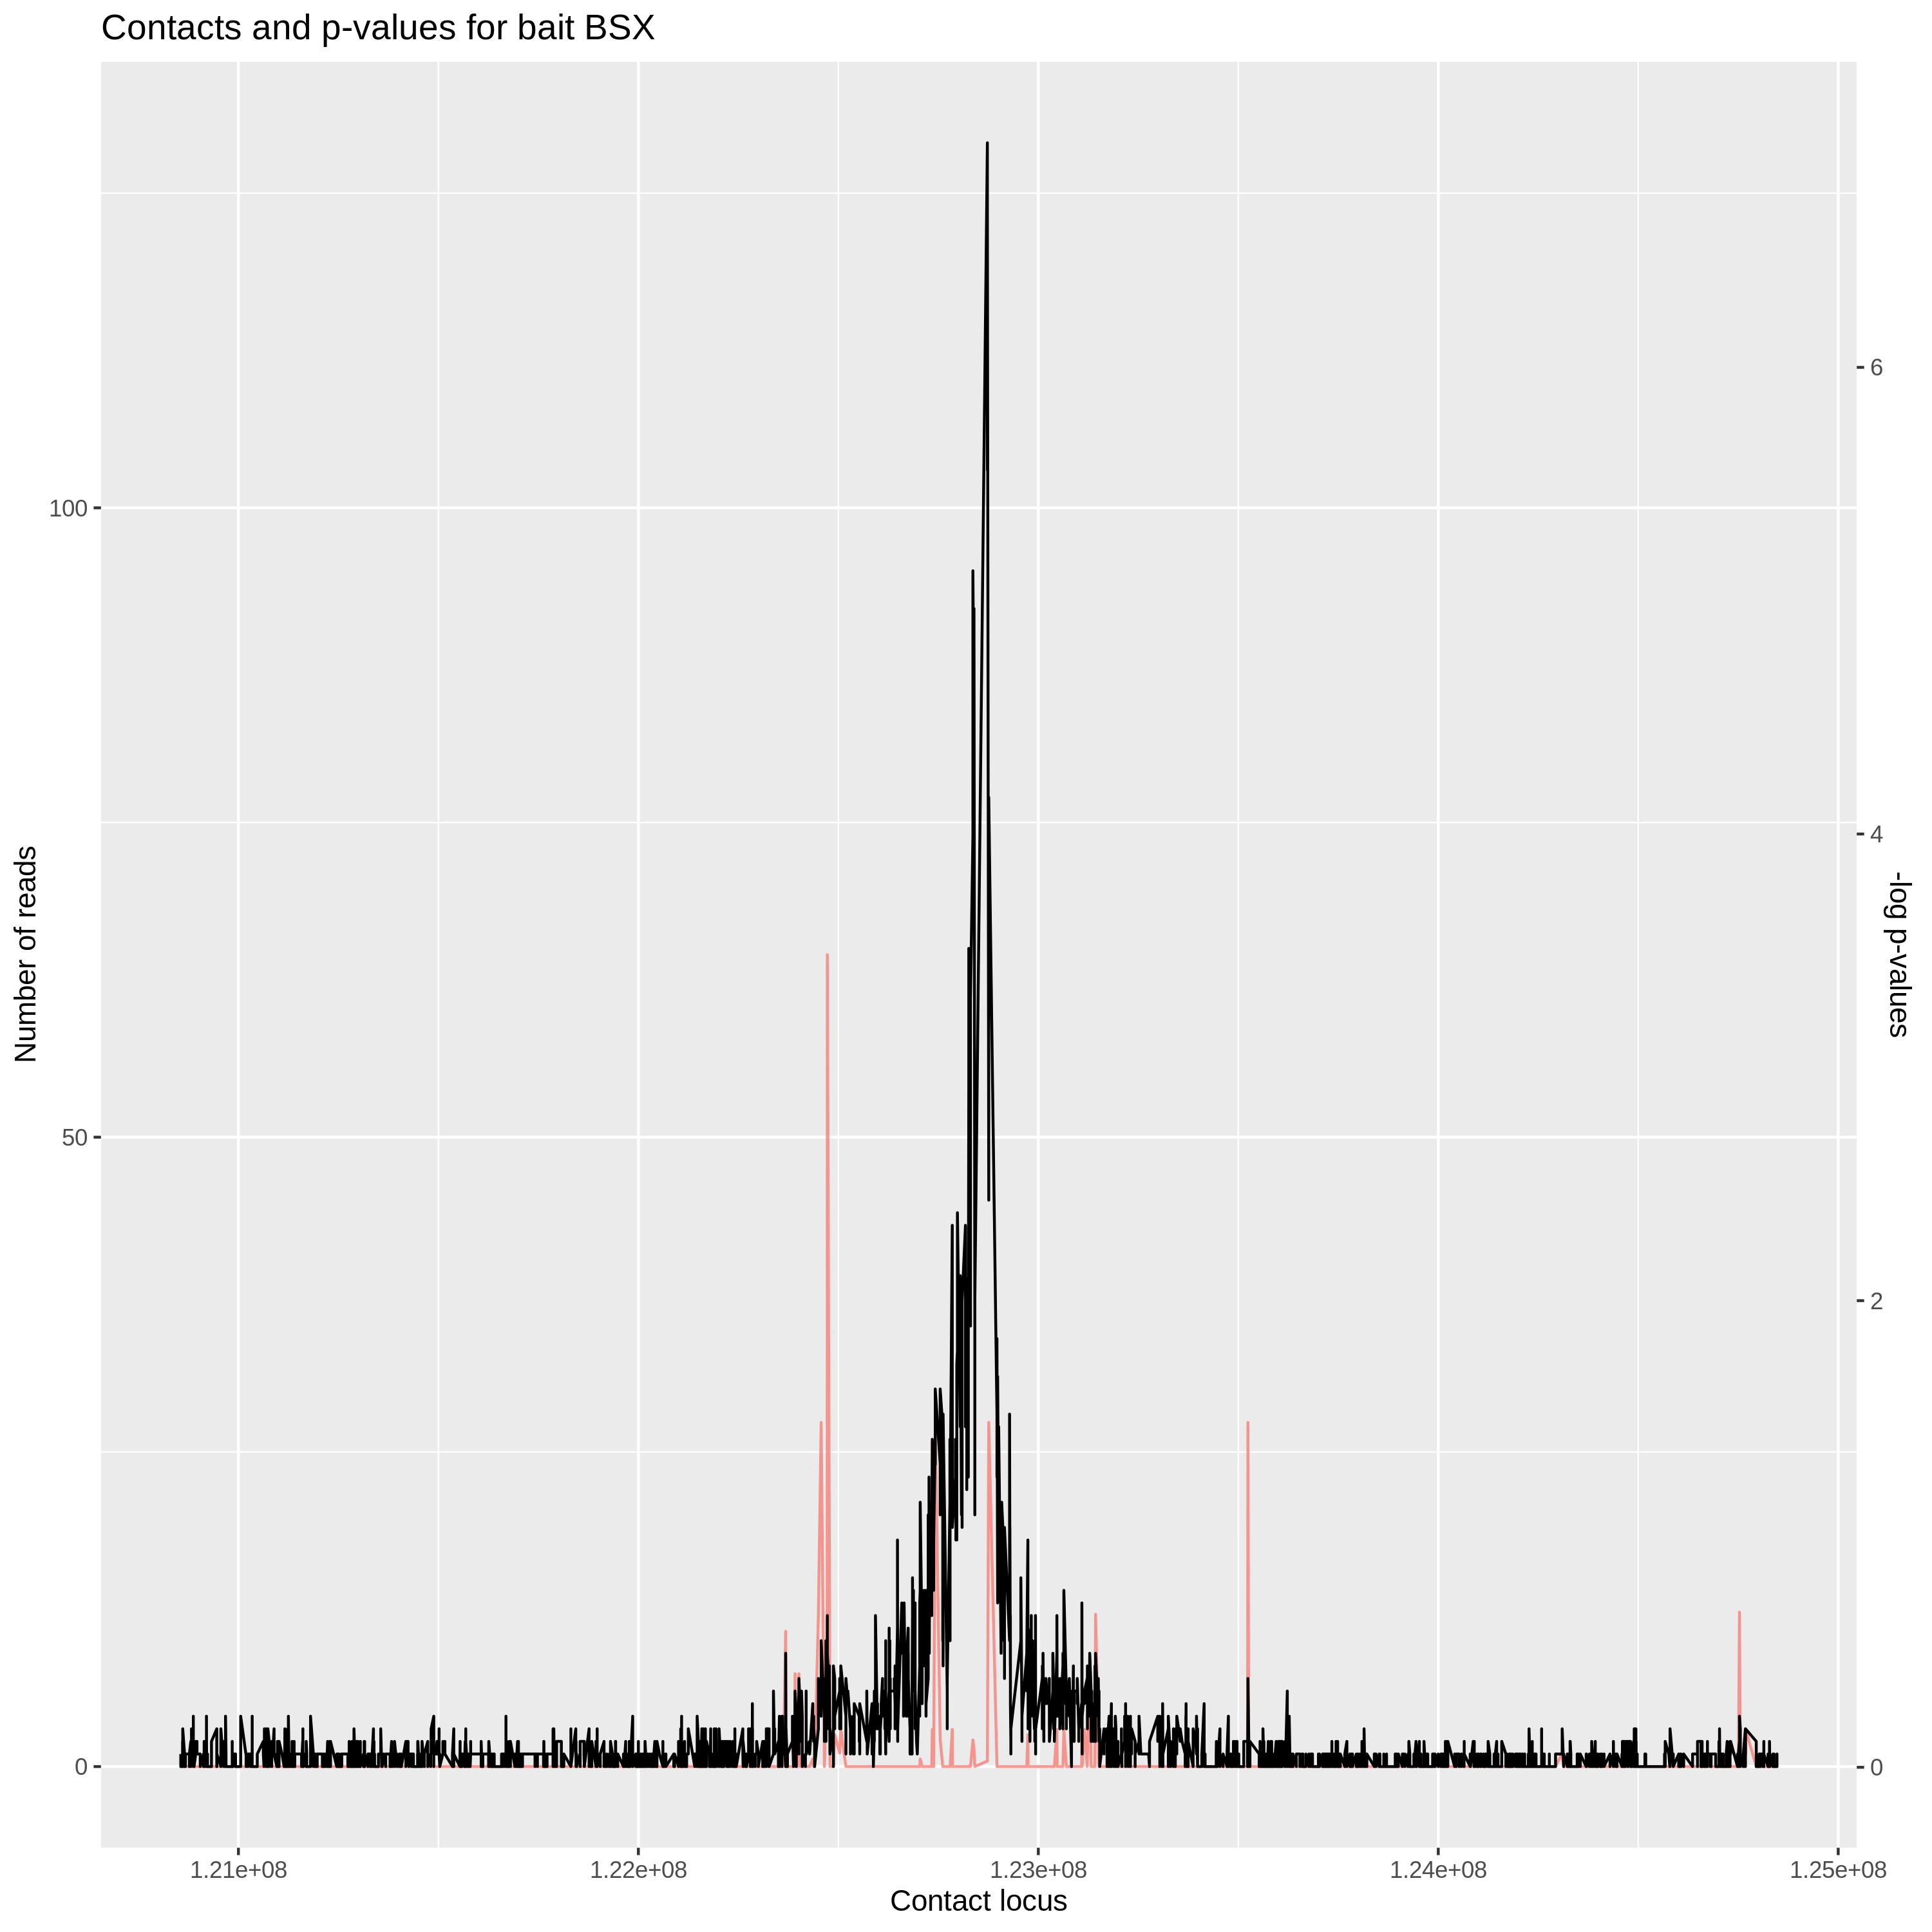 Contacts and p-values for bait BSX
Number of reads
100
50
0
6
4
2
0
-log p-values
1.21e+08
1.22e+08
1.23e+08
1.24e+08
1.25e+08
Contact locus